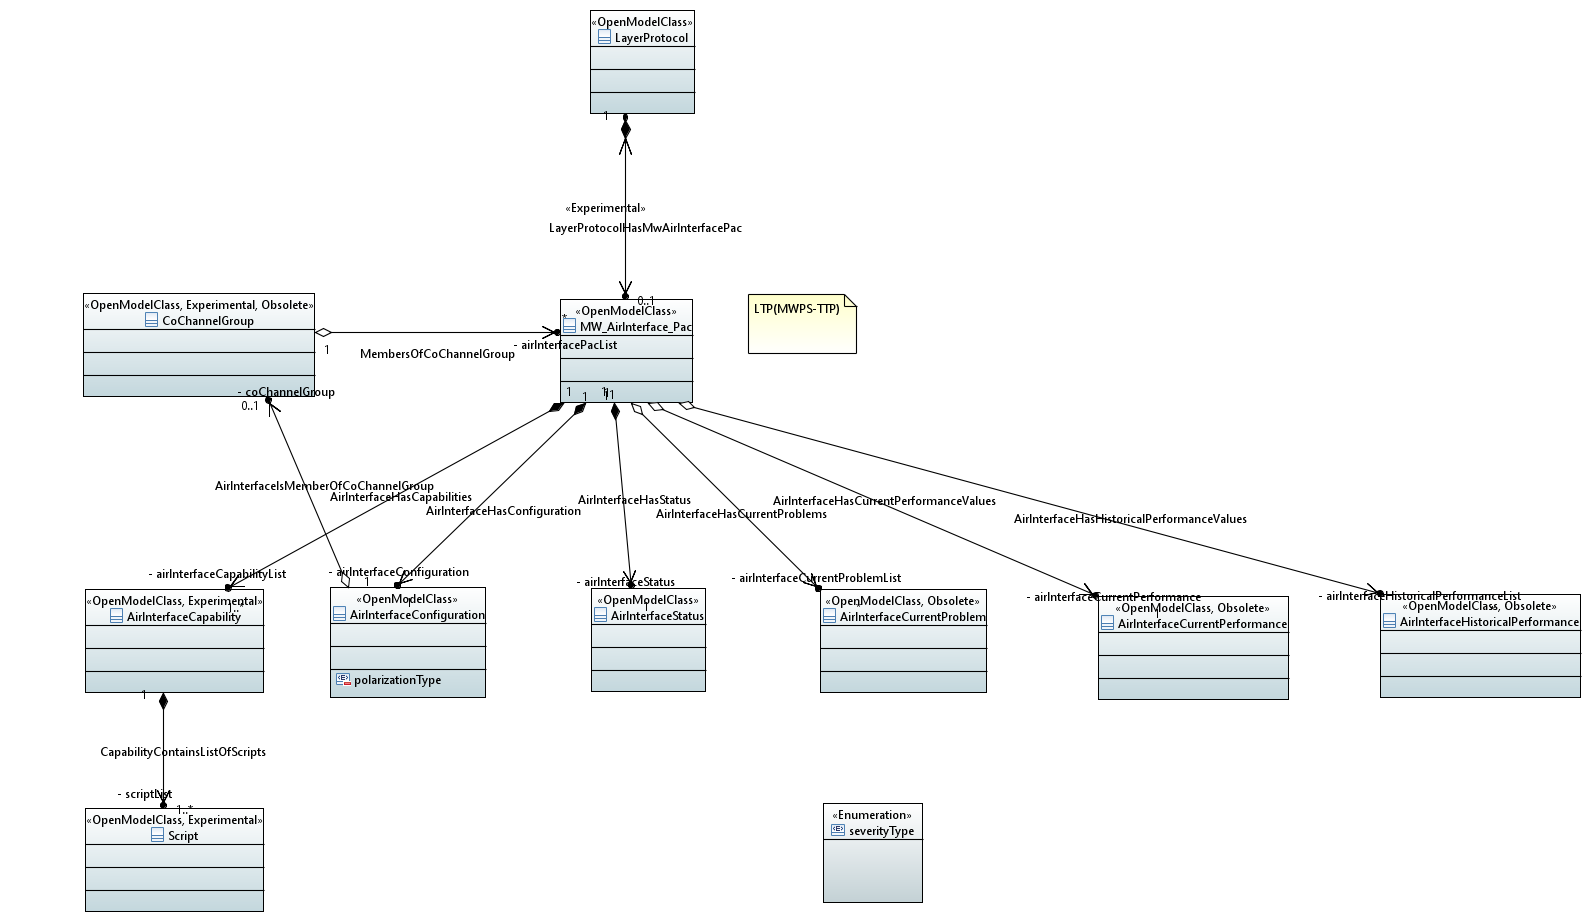 «OpenModelClass»
LayerProtocol
1
«Experimental»
LayerProtocolHasMwAirInterfacePac
0..1
«OpenModelClass, Experimental, Obsolete»
CoChannelGroup
1
MembersOfCoChannelGroup
*
- airInterfacePacList
«OpenModelClass»
MW_AirInterface_Pac
LTP(MWPS-TTP)
- coChannelGroup
0..1
1
1
AirInterfaceIsMemberOfCoChannelGroup
AirInterfaceHasCapabilities
AirInterfaceHasConfiguration
AirInterfaceHasStatus
AirInterfaceHasCurrentProblems
AirInterfaceHasCurrentPerformanceValues
AirInterfaceHasHistoricalPerformanceValues
- airInterfaceCapabilityList
- airInterfaceConfiguration
1
- airInterfaceStatus
- airInterfaceCurrentProblemList
- airInterfaceCurrentPerformance
- airInterfaceHistoricalPerformanceList
«OpenModelClass, Experimental»
AirInterfaceCapability
«OpenModelClass»
AirInterfaceConfiguration
polarizationType
«OpenModelClass»
AirInterfaceStatus
«OpenModelClass, Obsolete»
AirInterfaceCurrentProblem
«OpenModelClass, Obsolete»
AirInterfaceCurrentPerformance
«OpenModelClass, Obsolete»
AirInterfaceHistoricalPerformance
1
CapabilityContainsListOfScripts
- scriptList
1..*
«OpenModelClass, Experimental»
Script
«Enumeration»
severityType